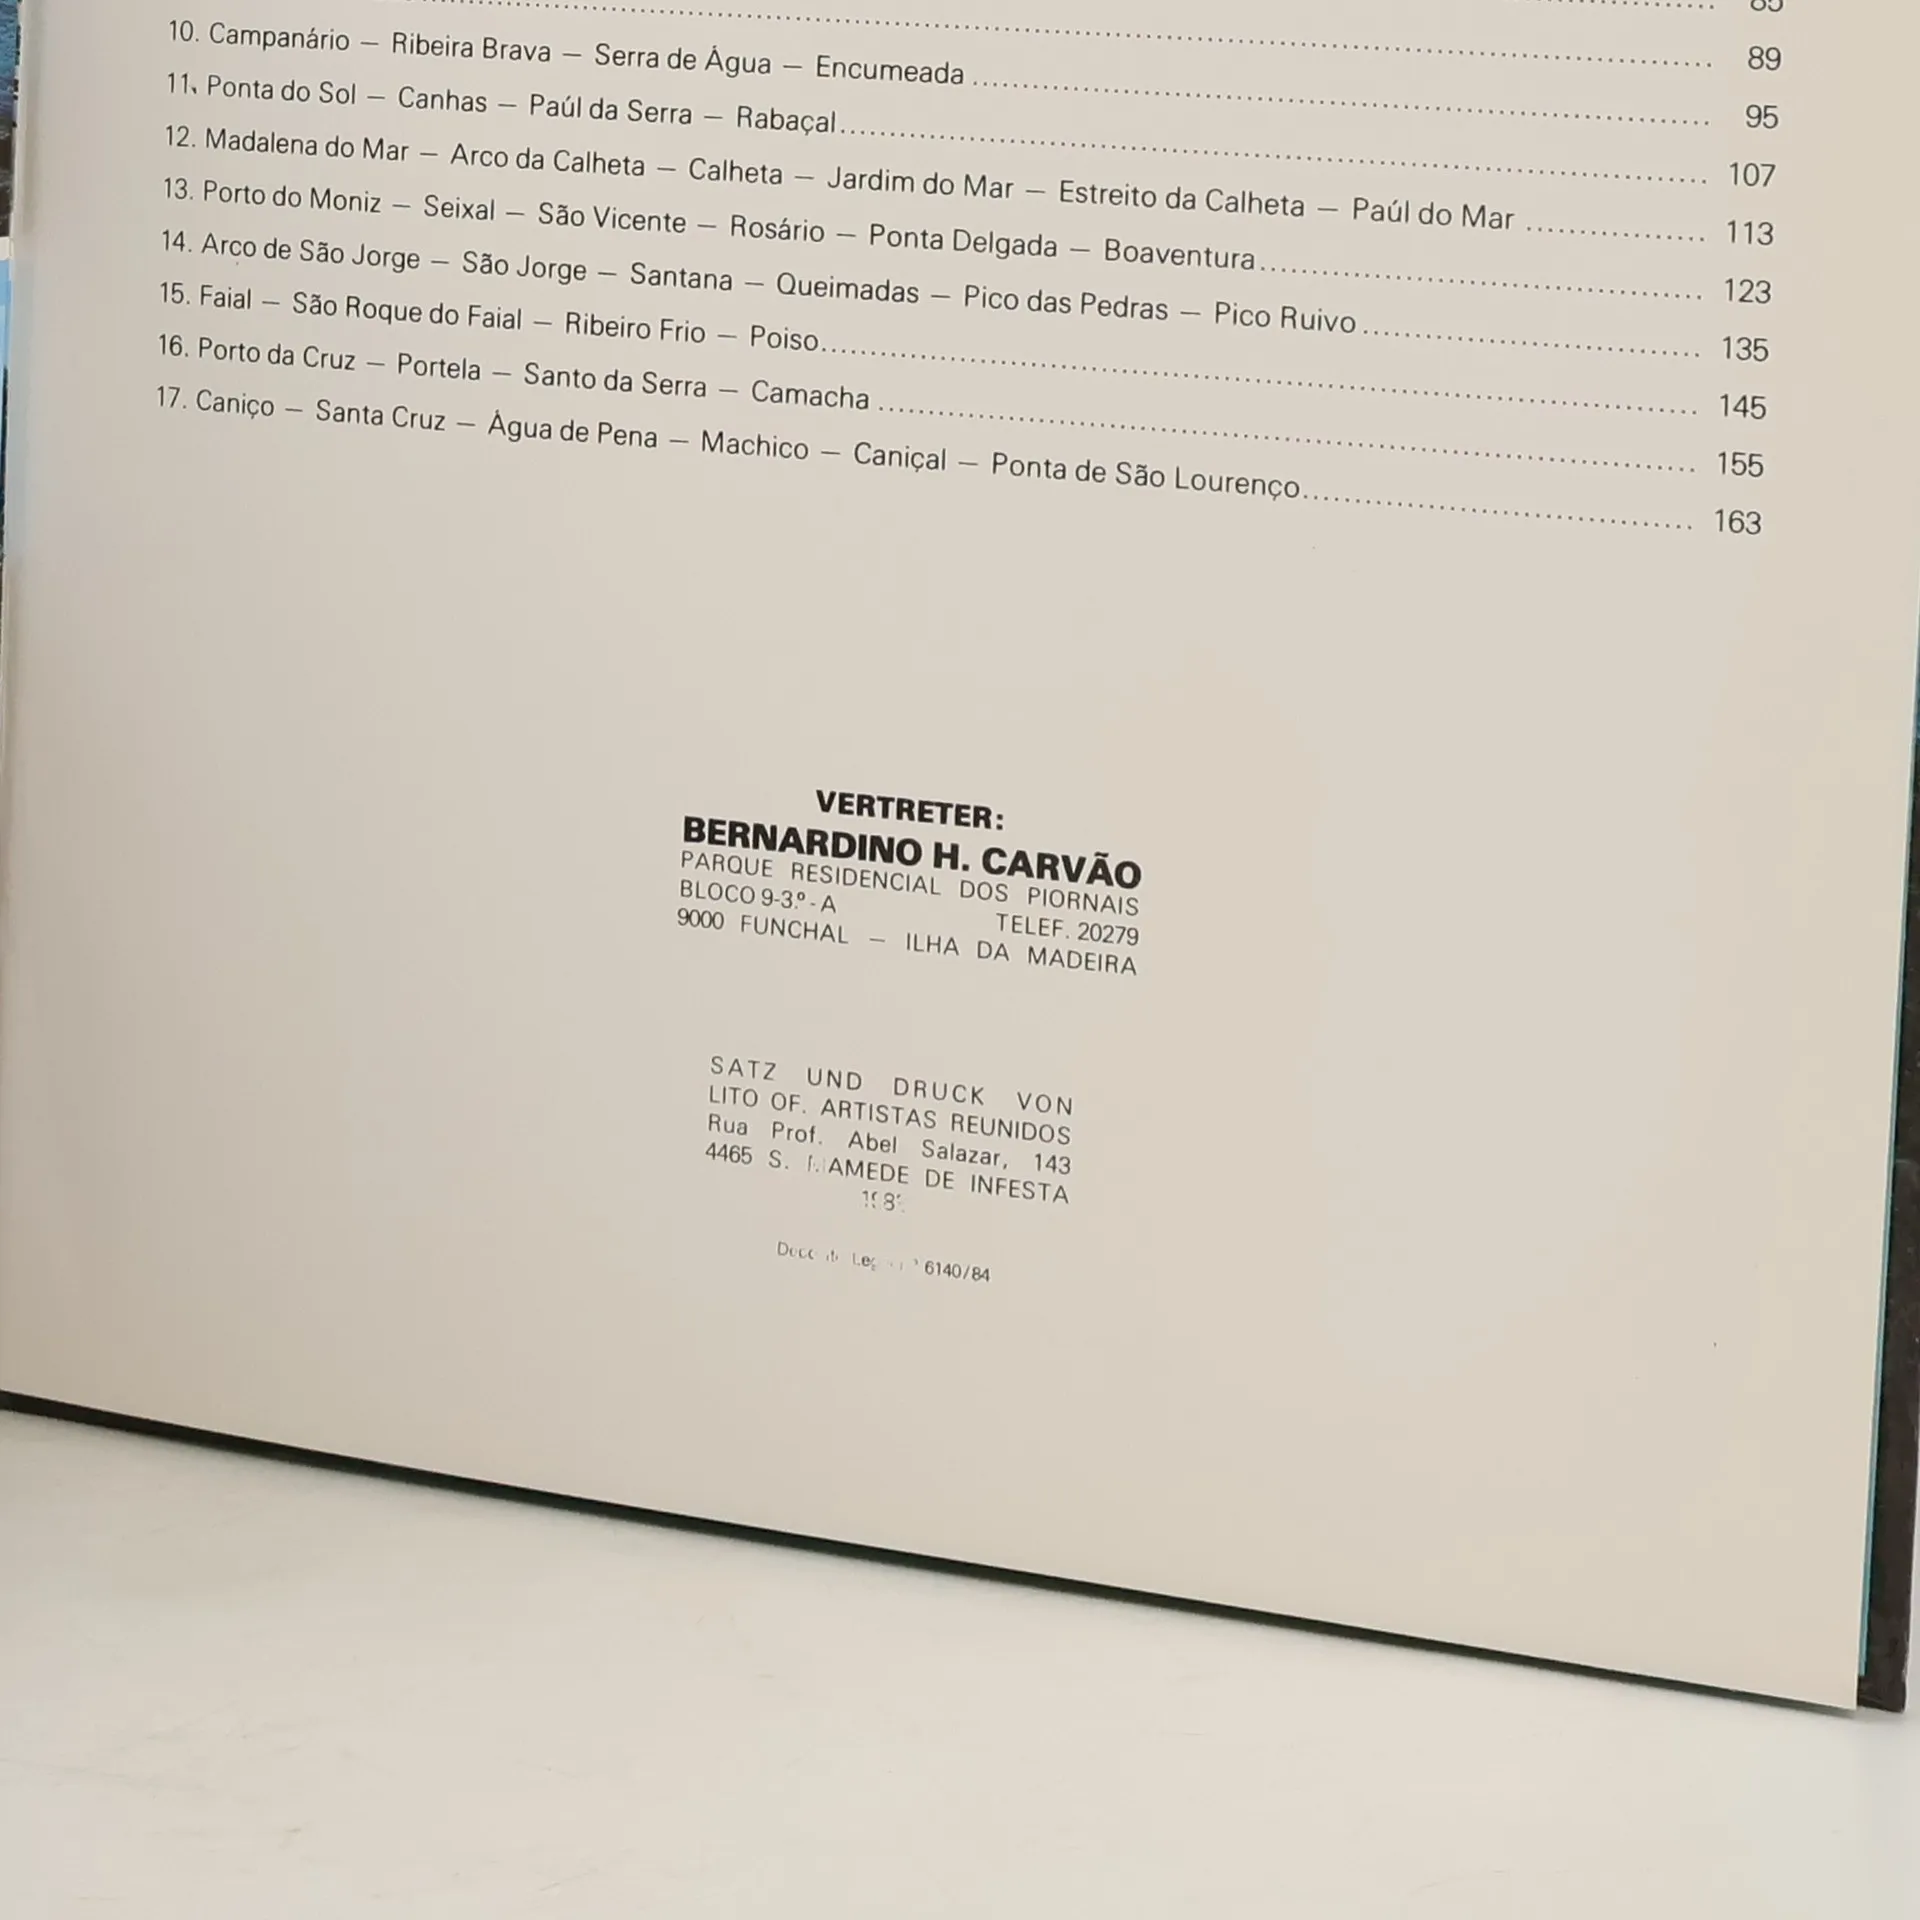 89
10. Campanário — Ribeira Brava — Serra de Água — Encumeada ........ 95
11. Ponta do Sol — Canhas — Paúl da Serra — Rabaçal........ 107
12. Madalena do Mar — Arco da Calheta — Calheta — Jardim do Mar — Estreito da Calheta — Paúl do Mar ........ 113
13. Porto do Moniz — Seixal — São Vicente — Rosário — Ponta Delgada — Boaventura........ 123
14. Arco de São Jorge — São Jorge — Santana — Queimadas — Pico das Pedras — Pico Ruivo........ 135
15. Faial — São Roque do Faial — Ribeiro Frio — Poiso........ 145
16. Porto da Cruz — Portela — Santo da Serra — Camacha ........ 155
17. Caniço — Santa Cruz — Água de Pena — Machico — Caniçal — Ponta de São Lourenço........ 163
VERTRETER:
BERNARDINO H. CARVÃO
PARQUE RESIDENCIAL DOS PIORNAIS
BLOCO 9-3.º - A TELEF. 20279
9000 FUNCHAL — ILHA DA MADEIRA
SATZ UND DRUCK VON
LITO OF. ARTISTAS REUNIDOS
Rua Prof. Abel Salazar, 143
4465 S. MAMEDE DE INFESTA
6140/84